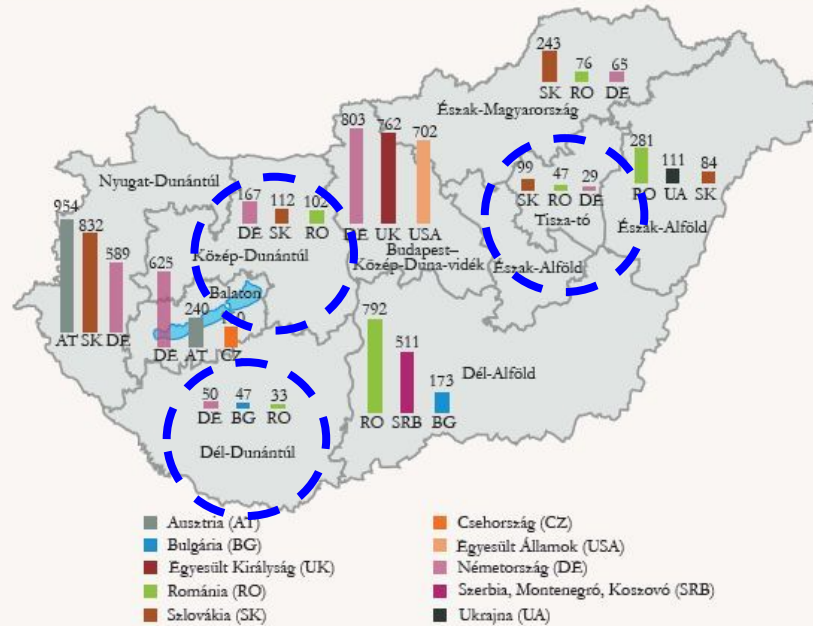 243
76
65
SK RO DE
Észak-Magyarország
803
762
702
DE UK USA
Budapest–
Közép-Duna-vidék
281
111
84
RO UA SK
Észak-Alföld
99
47
29
SK RO DE
Tisza-tó
Észak-Alföld
Nyugat-Dunántúl
954
832
589
AT SK DE
167
112
102
DE SK RO
Közép-Dunántúl
625
Balaton
240
DE AT CZ
792
511
173
RO SRB BG
Dél-Alföld
50
47
33
DE BG RO
Dél-Dunántúl
Ausztria (AT)
Bulgária (BG)
Egyesült Királyság (UK)
Románia (RO)
Szlovákia (SK)
Csehország (CZ)
Egyesült Államok (USA)
Németország (DE)
Szerbia, Montenegró, Koszovó (SRB)
Ukrajna (UA)